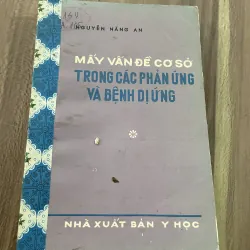 NGUYỄN NĂNG AN
MẤY VẤN ĐỀ CƠ SỞ
TRONG CÁC PHẢN ỨNG
VÀ BỆNH DỊ ỨNG
NHÀ XUẤT BẢN Y HỌC